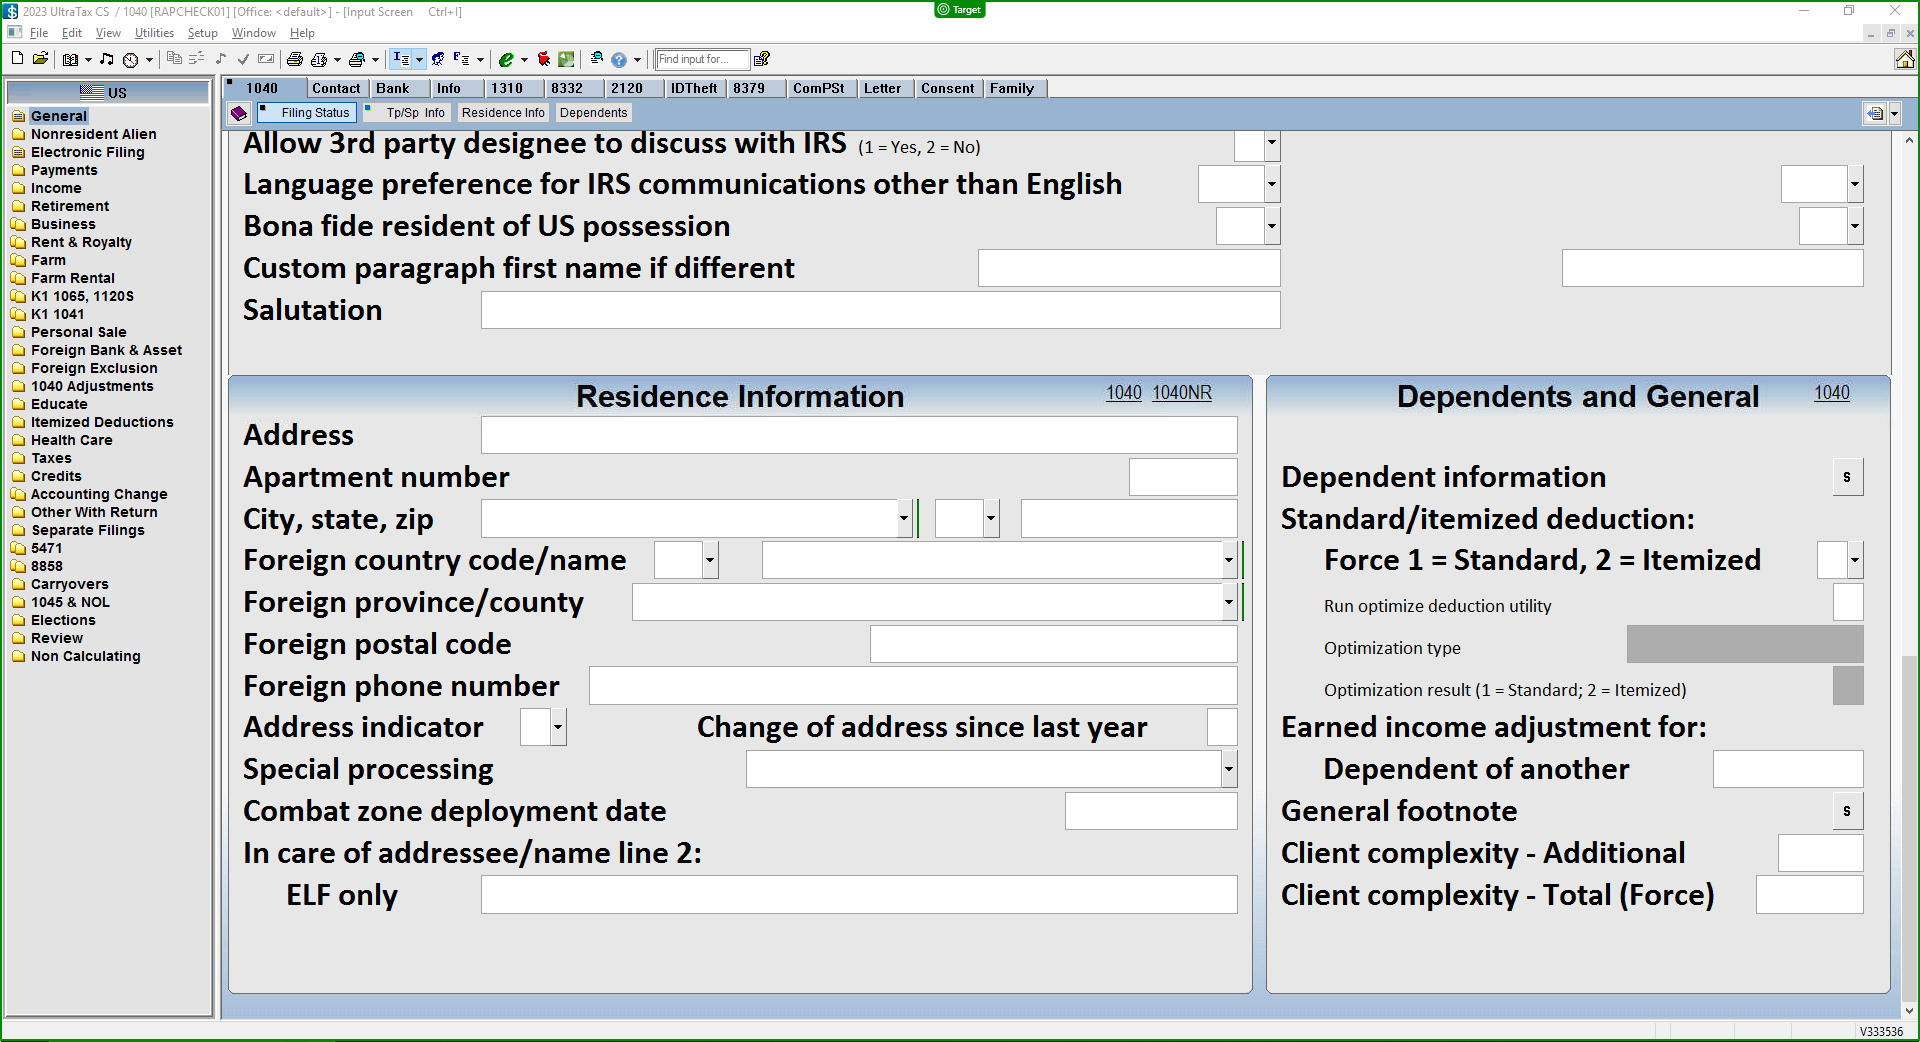 2023 UltraTax CS / 1040 [RAPCHECK01] [Office: <default>] - [Input Screen Ctrl+I]
Target
File Edit View Utilities Setup Window Help
Find input for...
US
General
Nonresident Alien
Electronic Filing
Payments
Income
Retirement
Business
Rent & Royalty
Farm
Farm Rental
K1 1065, 1120S
K1 1041
Personal Sale
Foreign Bank & Asset
Foreign Exclusion
1040 Adjustments
Educate
Itemized Deductions
Health Care
Taxes
Credits
Accounting Change
Other With Return
Separate Filings
5471
8858
Carryovers
1045 & NOL
Elections
Review
Non Calculating
1040 Contact Bank Info 1310 8332 2120 IDTheft 8379 ComPSt Letter Consent Family
Filing Status Tp/Sp Info Residence Info Dependents
Allow 3rd party designee to discuss with IRS (1 = Yes, 2 = No)
Language preference for IRS communications other than English
Bona fide resident of US possession
Custom paragraph first name if different
Salutation
Residence Information 1040 1040NR
Address
Apartment number
City, state, zip
Foreign country code/name
Foreign province/county
Foreign postal code
Foreign phone number
Address indicator Change of address since last year
Special processing
Combat zone deployment date
In care of addressee/name line 2:
ELF only
Dependents and General 1040
Dependent information S
Standard/itemized deduction:
Force 1 = Standard, 2 = Itemized
Run optimize deduction utility
Optimization type
Optimization result (1 = Standard; 2 = Itemized)
Earned income adjustment for:
Dependent of another
General footnote S
Client complexity - Additional
Client complexity - Total (Force)
V333536